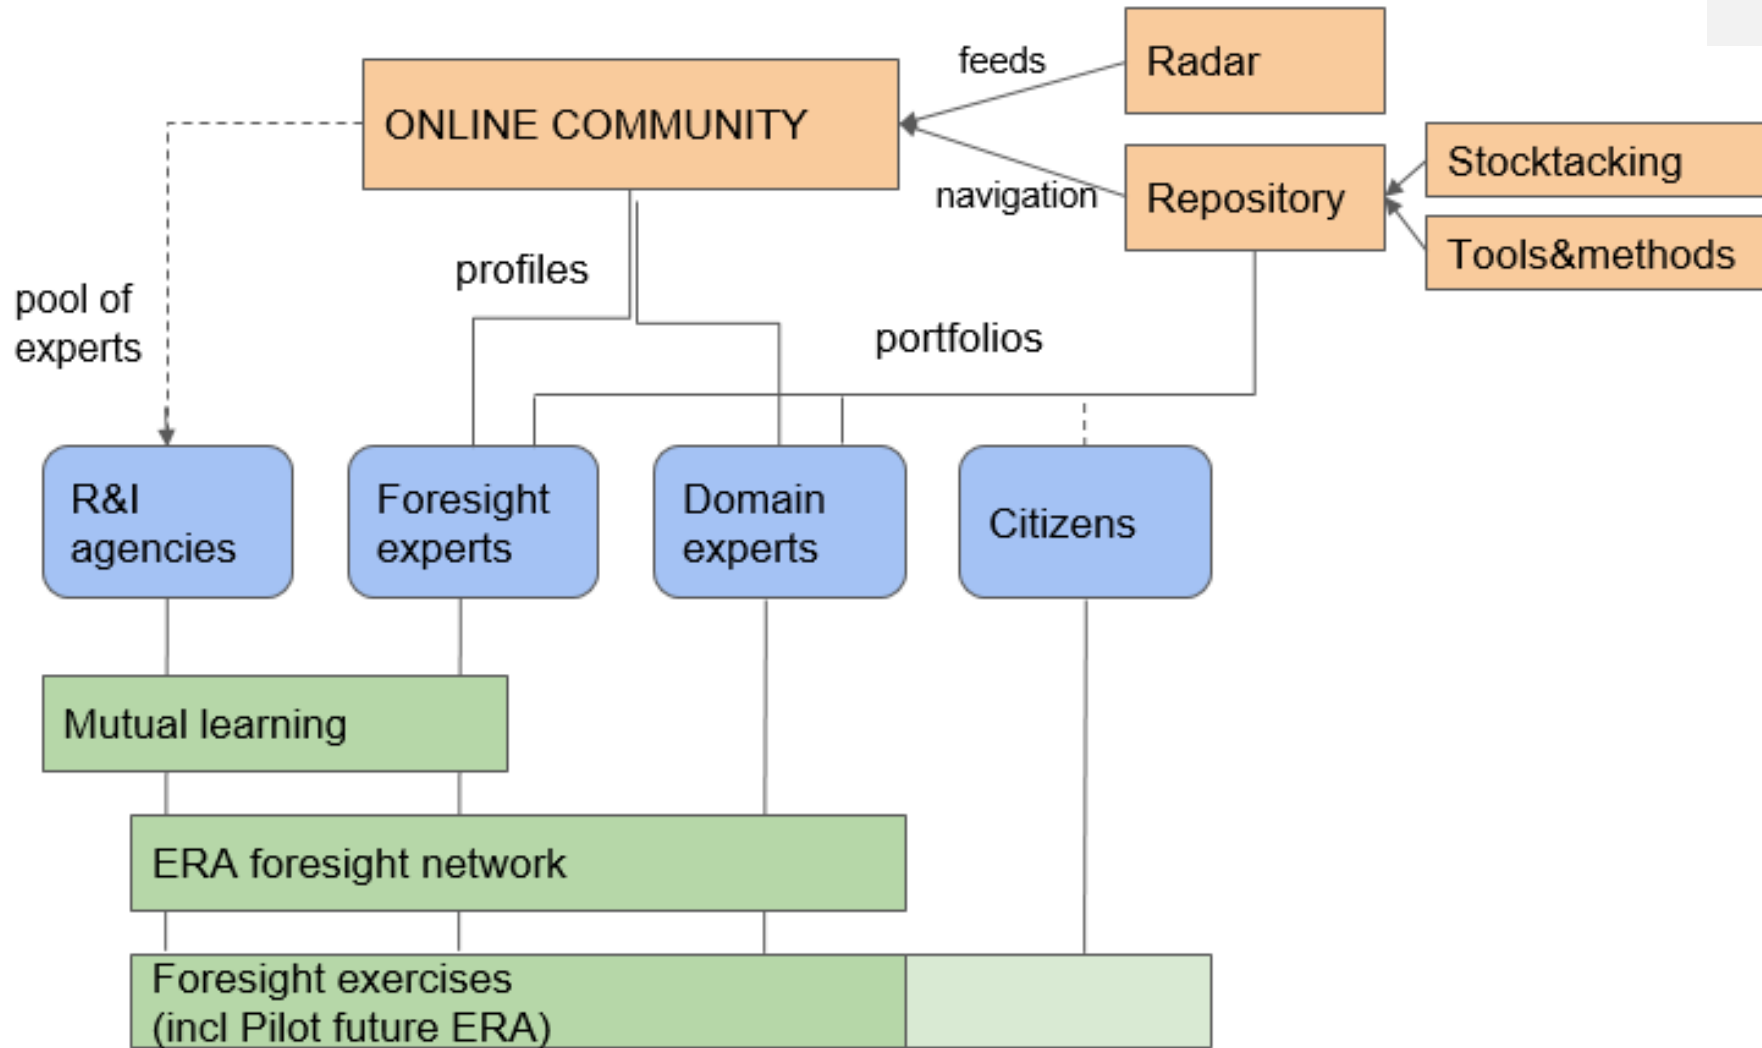 feeds
Radar
ONLINE COMMUNITY
Stocktacking
navigation
Repository
Tools&methods
profiles
pool of
experts
portfolios
R&I
agencies
Foresight
experts
Domain
experts
Citizens
Mutual learning
ERA foresight network
Foresight exercises
(incl Pilot future ERA)